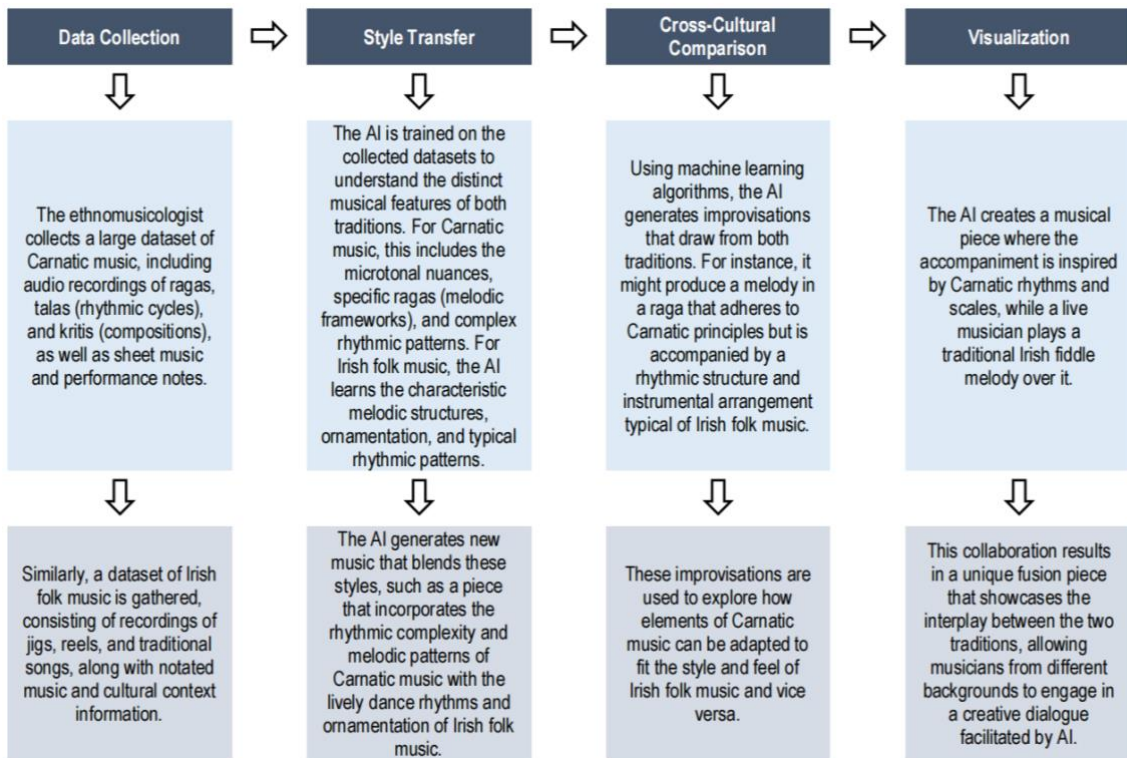 Data Collection
Style Transfer
Cross-Cultural
Comparison
Visualization
The ethnomusicologist
collects a large dataset of
Carnatic music, including
audio recordings of ragas,
talas (rhythmic cycles),
and kritis (compositions),
as well as sheet music
and performance notes.
The AI is trained on the
collected datasets to
understand the distinct
musical features of both
traditions. For Carnatic
music, this includes the
microtonal nuances,
specific ragas (melodic
frameworks), and complex
rhythmic patterns. For
Irish folk music, the AI
learns the characteristic
melodic structures,
ornamentation, and typical
rhythmic patterns.
Using machine learning
algorithms, the AI
generates improvisations
that draw from both
traditions. For instance, it
might produce a melody in
a raga that adheres to
Carnatic principles but is
accompanied by a
rhythmic structure and
instrumental arrangement
typical of Irish folk music.
The AI creates a musical
piece where the
accompaniment is inspired
by Carnatic rhythms and
scales, while a live
musician plays a
traditional Irish fiddle
melody over it.
Similarly, a dataset of Irish
folk music is gathered,
consisting of recordings of
jigs, reels, and traditional
songs, along with notated
music and cultural context
information.
The AI generates new
music that blends these
styles, such as a piece
that incorporates the
rhythmic complexity and
melodic patterns of
Carnatic music with the
lively dance rhythms and
ornamentation of Irish folk
music.
These improvisations are
used to explore how
elements of Carnatic
music can be adapted to
fit the style and feel of
Irish folk music and vice
versa.
This collaboration results
in a unique fusion piece
that showcases the
interplay between the two
traditions, allowing
musicians from different
backgrounds to engage in
a creative dialogue
facilitated by AI.